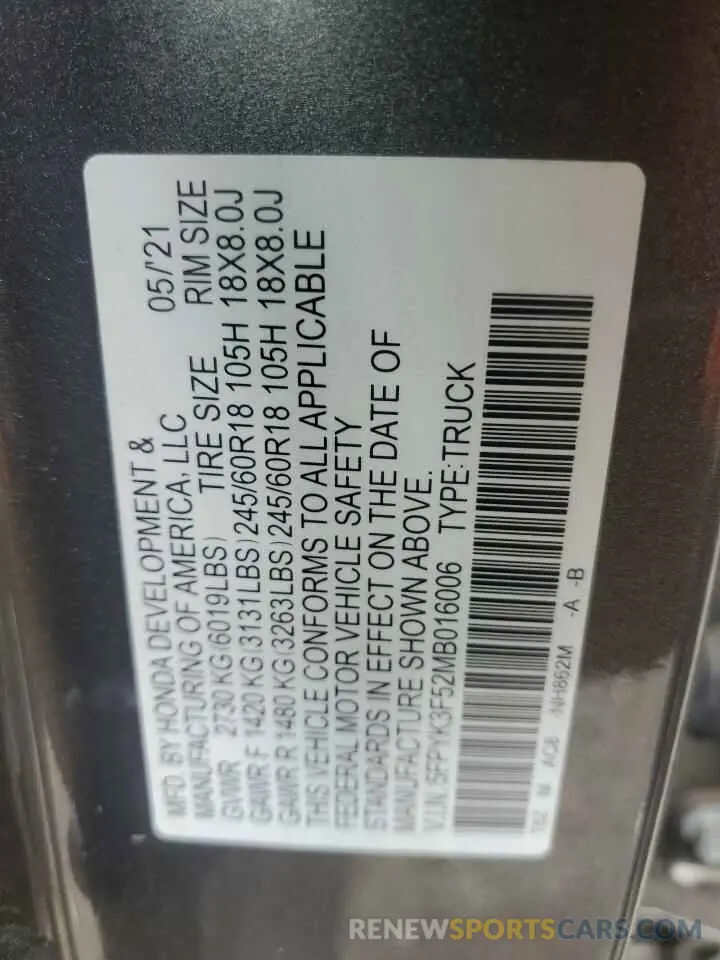 MFD. BY HONDA DEVELOPMENT & 05/'21
MANUFACTURING OF AMERICA, LLC
GVWR 2730 KG(6019LBS) TIRE SIZE RIM SIZE
GAWR F 1420 KG(3131LBS)245/60R18 105H 18X8.0J
GAWR R 1480 KG(3263LBS)245/60R18 105H 18X8.0J
THIS VEHICLE CONFORMS TO ALL APPLICABLE
FEDERAL MOTOR VEHICLE SAFETY
STANDARDS IN EFFECT ON THE DATE OF
MANUFACTURE SHOWN ABOVE.
V.I.N.:5FPYK3F52MB016006 TYPE:TRUCK
T6Z M AC8 NH862M -A -B
RENEWSPORTSCARS.COM